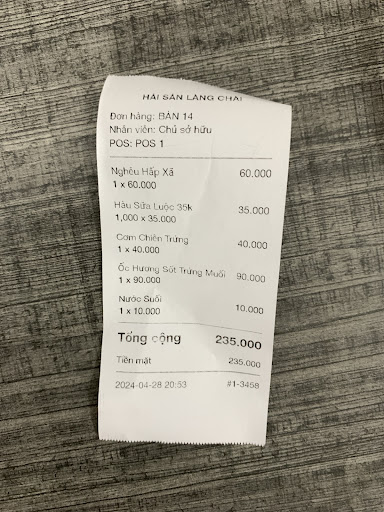 HẢI SẢN LÀNG CHÀI
Đơn hàng: BÀN 14
Nhân viên: Chủ sở hữu
POS: POS 1
Nghêu Hấp Xã 60.000
1 x 60.000
Hàu Sữa Luộc 35k 35.000
1,000 x 35.000
Cơm Chiên Trứng 40.000
1 x 40.000
Ốc Hương Sốt Trứng Muối 90.000
1 x 90.000
Nước Suối 10.000
1 x 10.000
Tổng cộng 235.000
Tiền mặt 235.000
2024-04-28 20:53 #1-3458